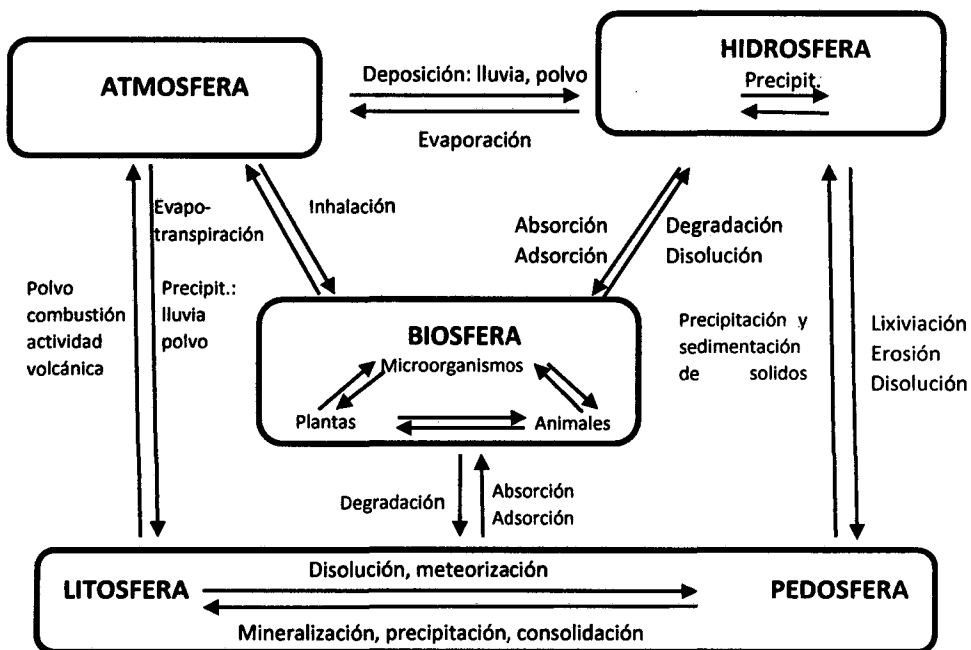 ATMOSFERA
HIDROSFERA
Precipit.
Deposición: lluvia, polvo
Evaporación
Evapo-
transpiración
Inhalación
Absorción
Adsorción
Degradación
Disolución
Polvo
combustión
actividad
volcánica
Precipit.:
lluvia
polvo
BIOSFERA
Microorganismos
Plantas
Animales
Precipitación y
sedimentación
de solidos
Lixiviación
Erosión
Disolución
Degradación
Absorción
Adsorción
LITOSFERA
Disolución, meteorización
PEDOSFERA
Mineralización, precipitación, consolidación